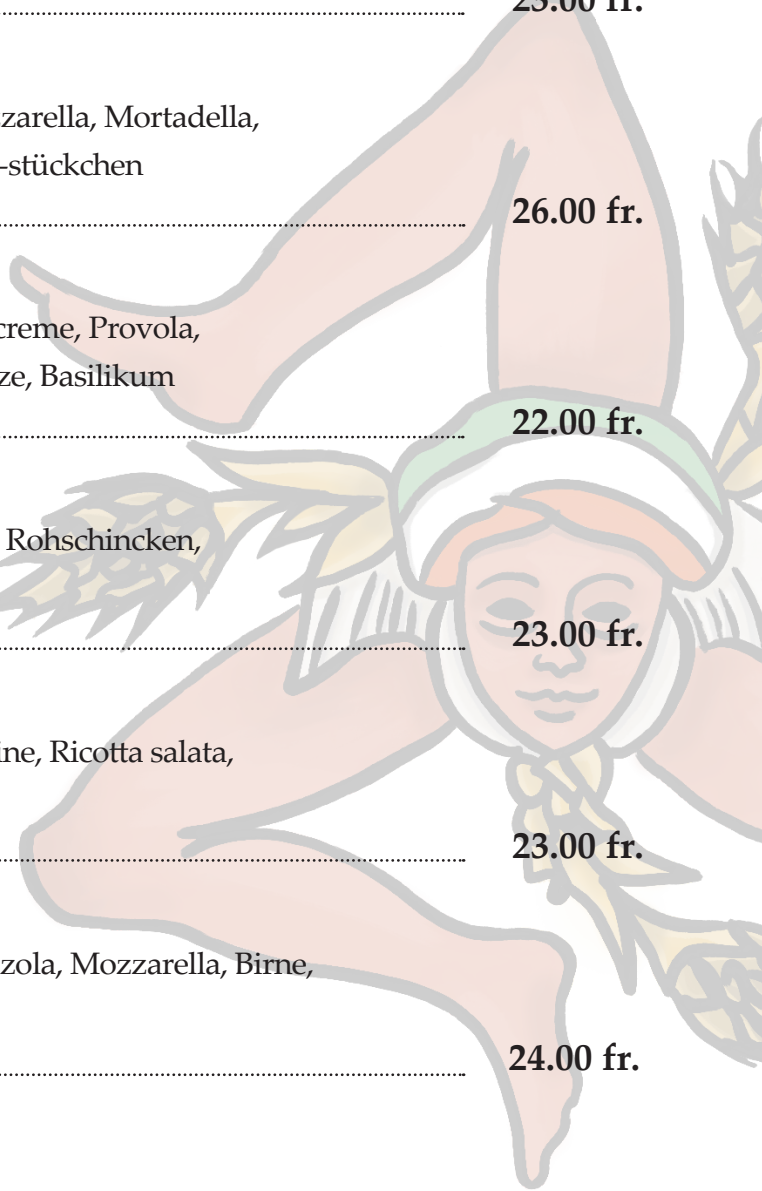 zarella, Mortadella,
-stückchen
26.00 fr.
creme, Provola,
ze, Basilikum
22.00 fr.
Rohschincken,
23.00 fr.
ine, Ricotta salata,
23.00 fr.
zola, Mozzarella, Birne,
24.00 fr.